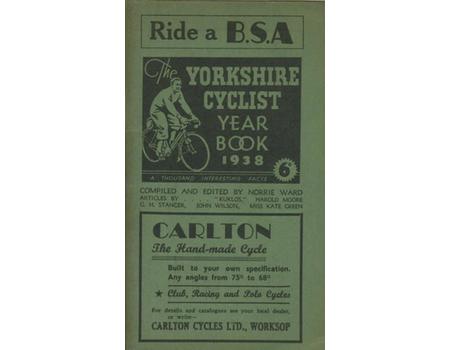 Ride a B.S.A
The
YORKSHIRE
CYCLIST
YEAR
BOOK
1938
6D
A THOUSAND INTERESTING FACTS
COMPILED AND EDITED BY NORRIE WARD
ARTICLES BY . . . . "KUKLOS," HAROLD MOORE
G. H. STANCER, JOHN WILSON, MISS KATE GREEN
CARLTON
The Hand-made Cycle
Built to your own specification.
Any angles from 75° to 68°
★ Club, Racing and Polo Cycles
For details and catalogues see your local dealer,
or write—
CARLTON CYCLES LTD., WORKSOP